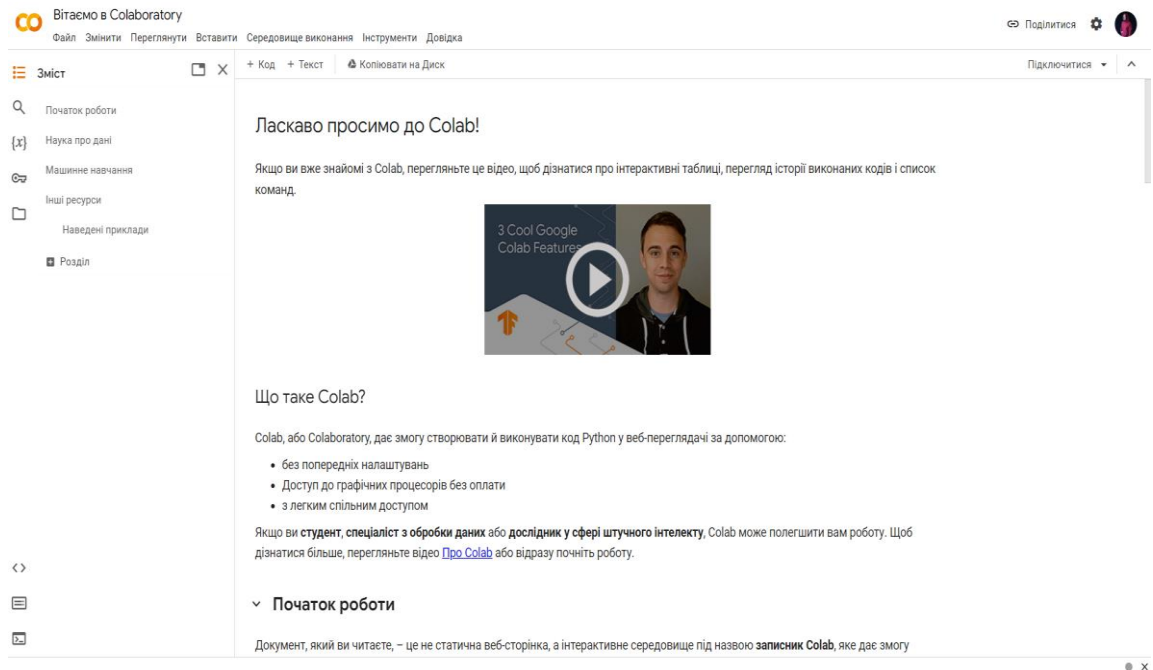 Вітаємо в Colaboratory
Файл Змінити Переглянути Вставити Середовище виконання Інструменти Довідка
Поділитися
Зміст
+ Код + Текст Копіювати на Диск
Підключитися
Початок роботи
Наука про дані
Машинне навчання
Інші ресурси
Наведені приклади
Розділ
Ласкаво просимо до Colab!
Якщо ви вже знайомі з Colab, перегляньте це відео, щоб дізнатися про інтерактивні таблиці, перегляд історії виконаних кодів і список
команд.
3 Cool Google
Colab Features
Що таке Colab?
Colab, або Colaboratory, дає змогу створювати й виконувати код Python у веб-переглядачі за допомогою:
• без попередніх налаштувань
• Доступ до графічних процесорів без оплати
• з легким спільним доступом
Якщо ви студент, спеціаліст з обробки даних або дослідник у сфері штучного інтелекту, Colab може полегшити вам роботу. Щоб
дізнатися більше, перегляньте відео Про Colab або відразу почніть роботу.
Початок роботи
Документ, який ви читаєте, – це не статична веб-сторінка, а інтерактивне середовище під назвою записник Colab, яке дає змогу